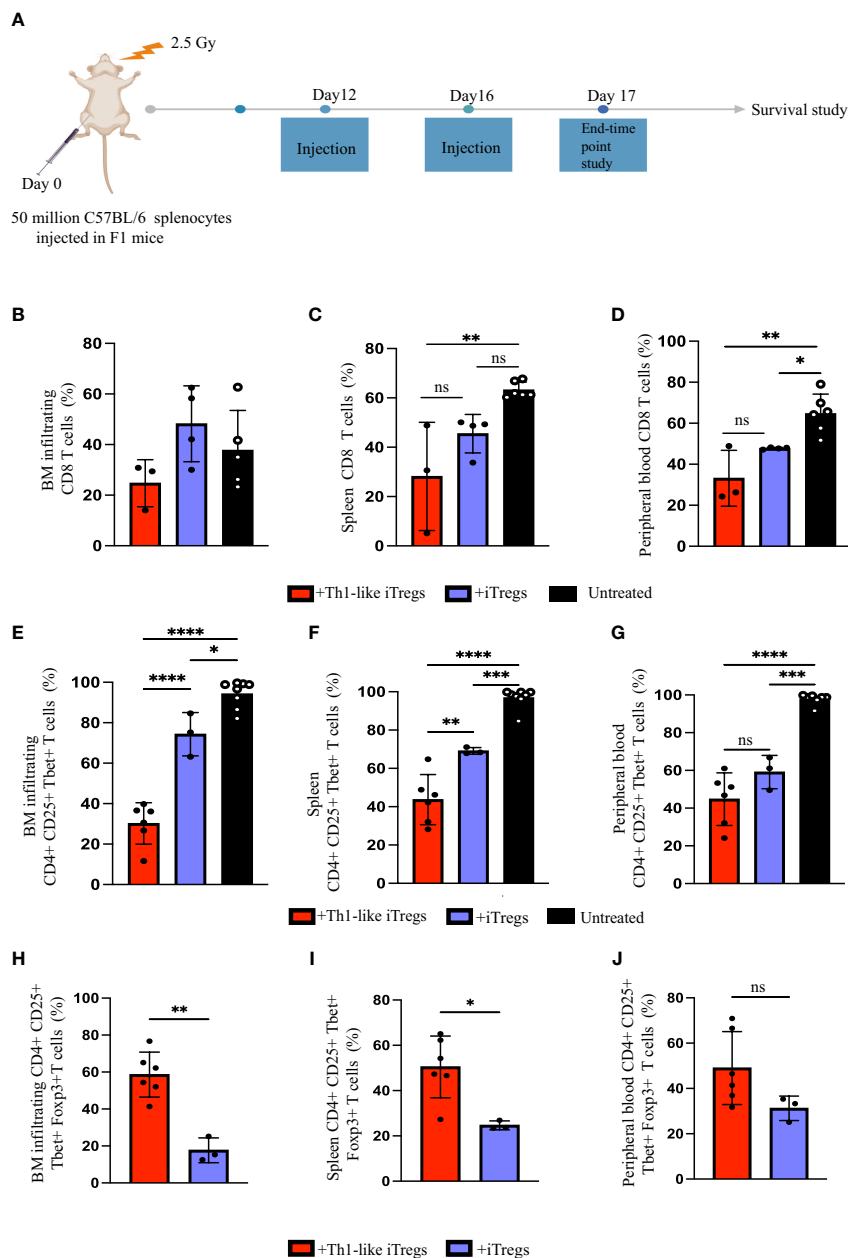 A
2.5 Gy
Day12
Day16
Day 17
Injection
Injection
End-time
point
study
Survival study
Day 0
50 million C57BL/6 splenocytes
injected in F1 mice
B
BM infiltrating
CD8 T cells (%)
80
60
40
20
0
C
Spleen CD8 T cells (%)
80
60
40
20
0
**
ns
ns
D
Peripheral blood CD8 T cells (%)
100
80
60
40
20
0
**
*
ns
+Th1-like iTregs
+iTregs
Untreated
E
BM infiltrating
CD4+ CD25+ Tbet+ T cells (%)
100
80
60
40
20
0
****
*
****
F
Spleen
CD4+ CD25+ Tbet+ T cells (%)
100
80
60
40
20
0
****
***
**
G
Peripheral blood
CD4+ CD25+ Tbet+ T cells (%)
100
80
60
40
20
0
****
***
ns
+Th1-like iTregs
+iTregs
Untreated
H
BM infiltrating CD4+ CD25+
Tbet+ Foxp3+T cells (%)
100
80
60
40
20
0
**
I
Spleen CD4+ CD25+ Tbet+
Foxp3+ T cells (%)
100
80
60
40
20
0
*
J
Peripheral blood CD4+ CD25+
Tbet+ Foxp3+ T cells (%)
100
80
60
40
20
0
ns
+Th1-like iTregs
+iTregs